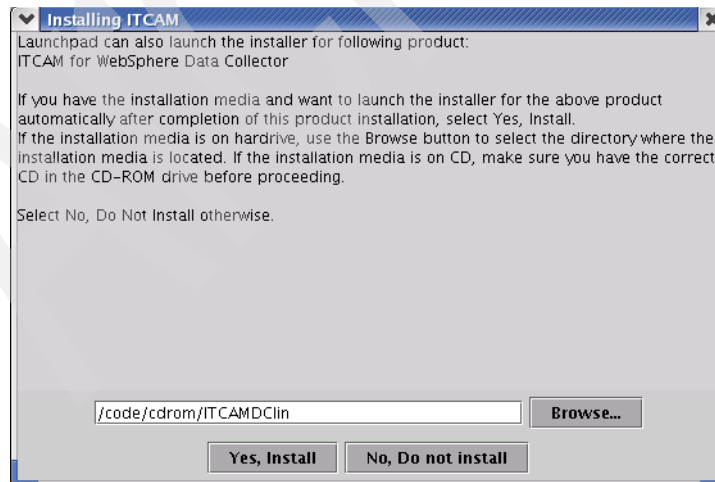 Installing ITCAM
Launchpad can also launch the installer for following product:
ITCAM for WebSphere Data Collector
If you have the installation media and want to launch the installer for the above product
automatically after completion of this product installation, select Yes, Install.
If the installation media is on hardrive, use the Browse button to select the directory where the
installation media is located. If the installation media is on CD, make sure you have the correct
CD in the CD-ROM drive before proceeding.
Select No, Do Not Install otherwise.
/code/cdrom/ITCAMDClin
Browse...
Yes, Install
No, Do not install